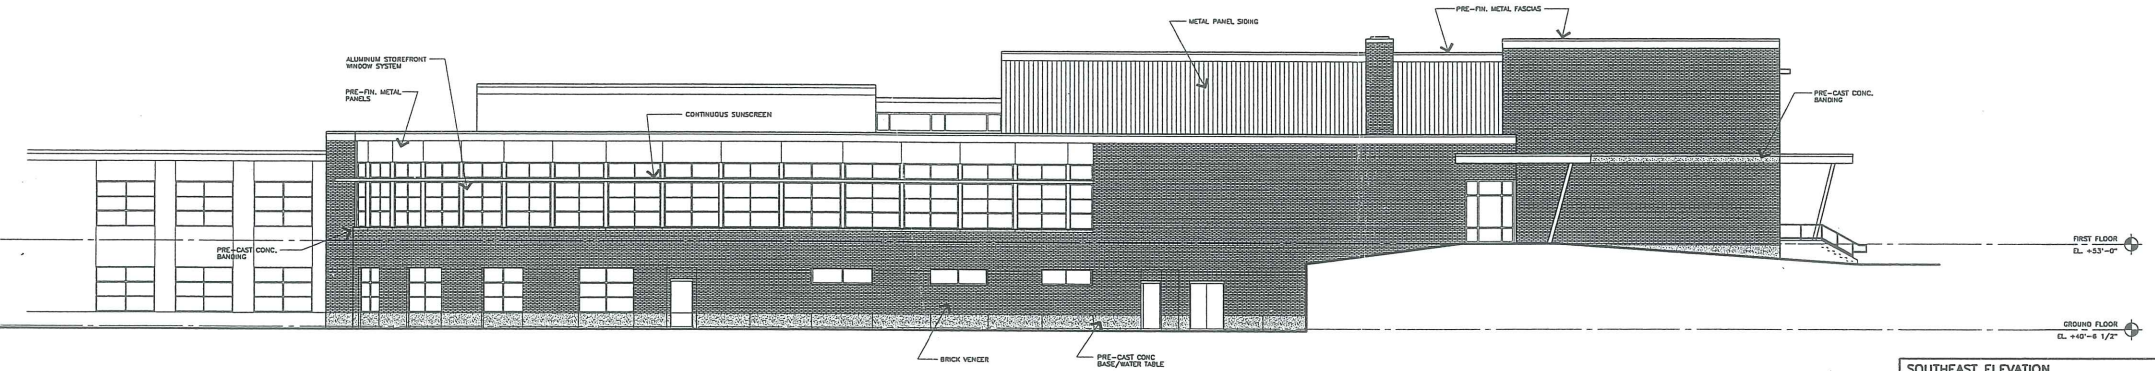 PRE-FIN. METAL FASCIAS
METAL PANEL SIDING
ALUMINUM STOREFRONT
WINDOW SYSTEM
PRE-FIN. METAL
PANELS
CONTINUOUS SUNSCREEN
PRE-CAST CONC.
BANDING
PRE-CAST CONC.
BANDING
FIRST FLOOR
EL. +53'-0"
GROUND FLOOR
EL. +40'-6 1/2"
BRICK VENEER
PRE-CAST CONC
BASE/WATER TABLE
SOUTHEAST ELEVATION